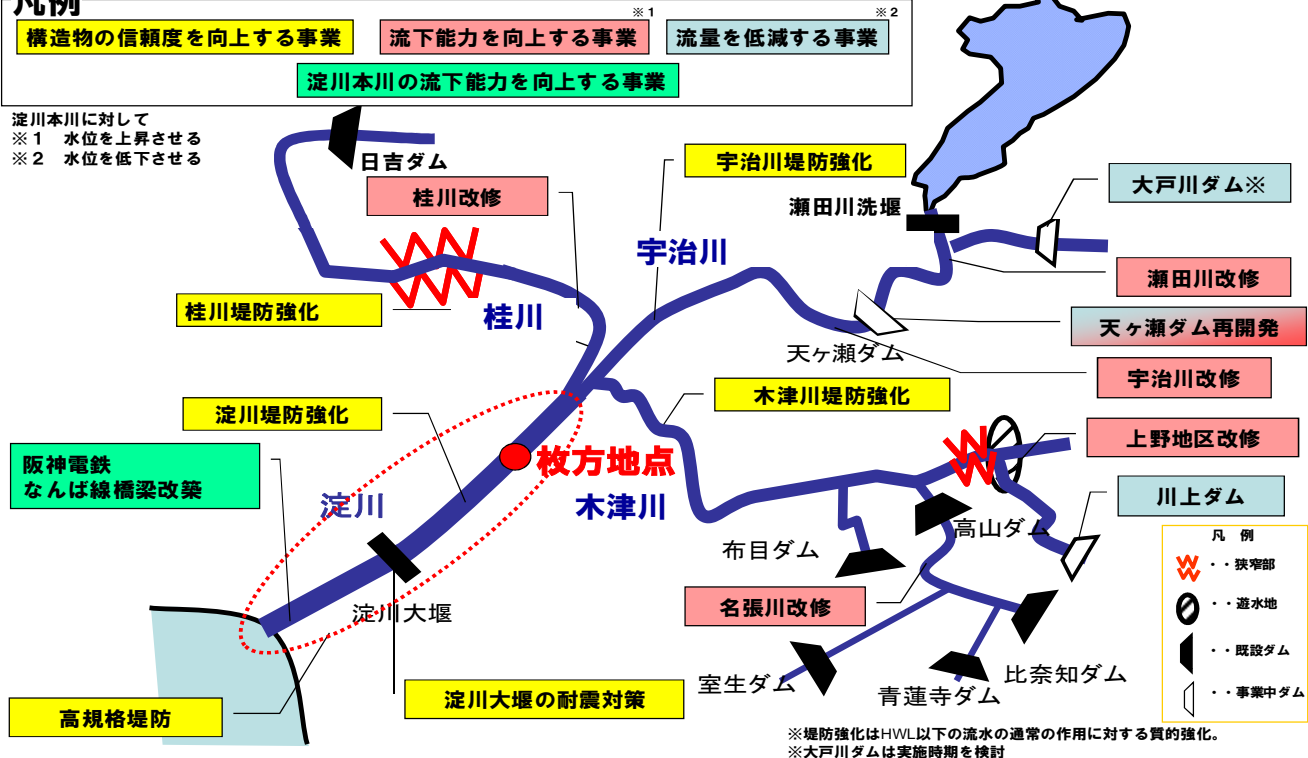 凡例
※1
※2
構造物の信頼度を向上する事業
流下能力を向上する事業
流量を低減する事業
淀川本川の流下能力を向上する事業
淀川本川に対して
※1　水位を上昇させる
※2　水位を低下させる
日吉ダム
宇治川堤防強化
桂川改修
瀬田川洗堰
大戸川ダム※
宇治川
瀬田川改修
桂川堤防強化
桂川
天ヶ瀬ダム再開発
天ヶ瀬ダム
宇治川改修
木津川堤防強化
淀川堤防強化
上野地区改修
枚方地点
阪神電鉄
なんば線橋梁改築
淀川
木津川
川上ダム
高山ダム
布目ダム
淀川大堰
名張川改修
凡　例
・・狭窄部
・・遊水地
・・既設ダム
・・事業中ダム
室生ダム
青蓮寺ダム
比奈知ダム
淀川大堰の耐震対策
高規格堤防
※堤防強化はHWL以下の流水の通常の作用に対する質的強化。
※大戸川ダムは実施時期を検討